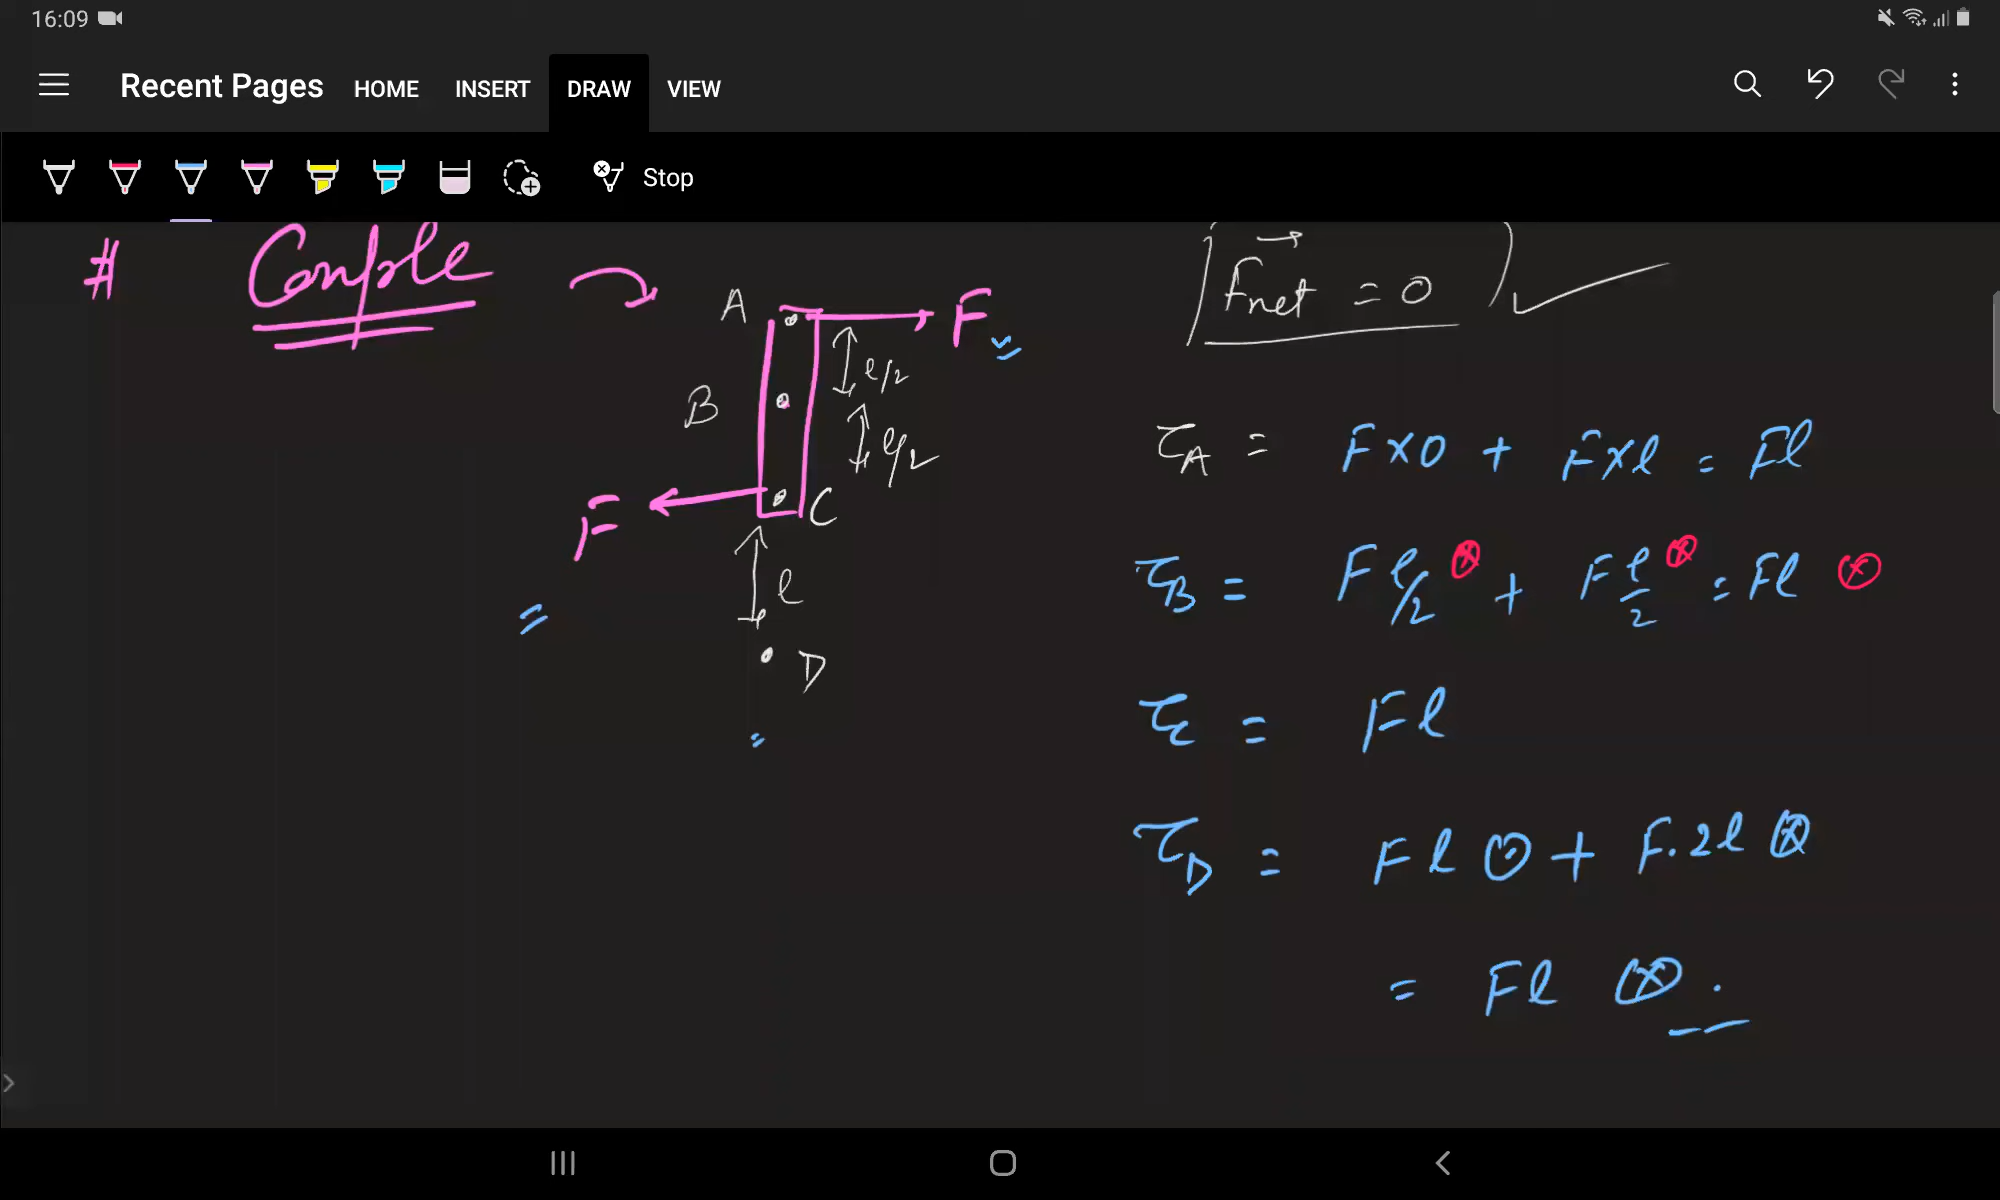 16:09
Recent Pages HOME INSERT DRAW VIEW
Stop
# Couple
A F
l/2
B
l/2
F C
l
D
=
=
F⃗net = 0
τA = F×0 + F×l = Fl
τB = F l/2 ⊗ + F l/2 ⊗ = Fl ⊗
τC = Fl
τD = Fl ⊙ + F.2l ⊗
= Fl ⊗ .